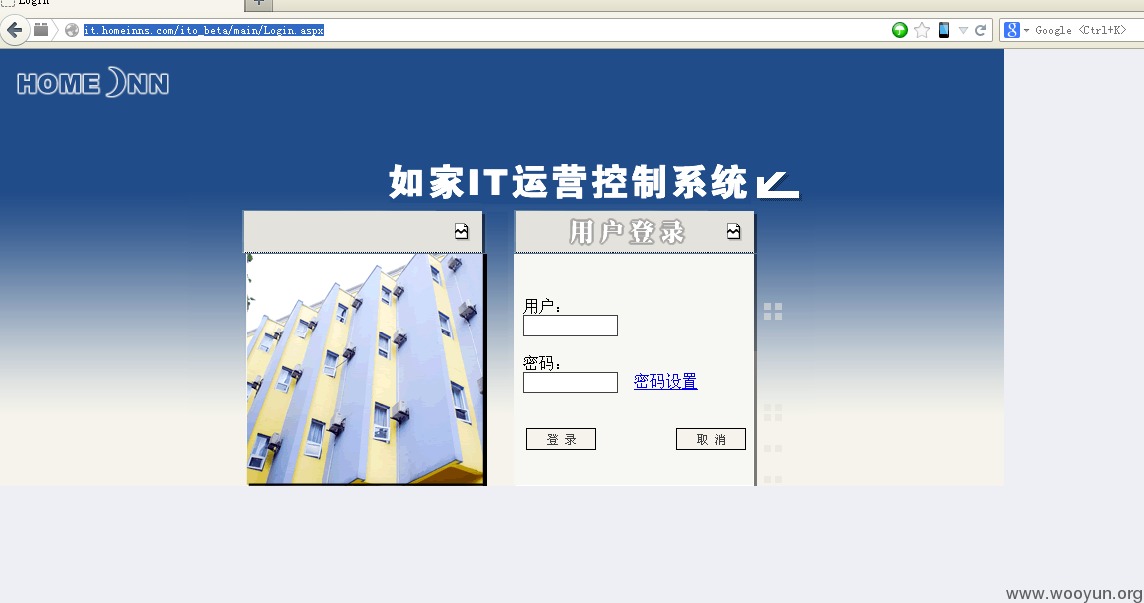 Login
it.homeinns.com/ito_beta/main/Login.aspx
Google <Ctrl+K>
HOME INN
如家IT运营控制系统
用户登录
用户：
密码：
密码设置
登 录
取 消
www.wooyun.org